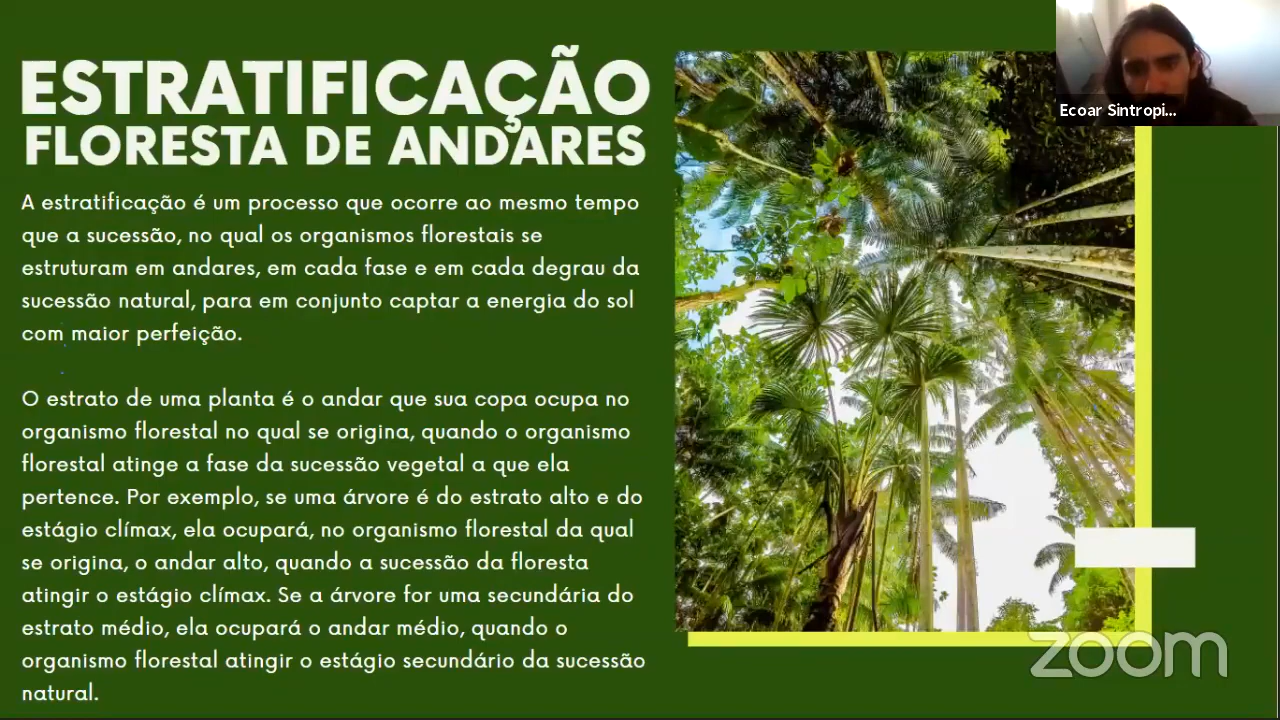 ESTRATIFICAÇÃO
FLORESTA DE ANDARES
A estratificação é um processo que ocorre ao mesmo tempo
que a sucessão, no qual os organismos florestais se
estruturam em andares, em cada fase e em cada degrau da
sucessão natural, para em conjunto captar a energia do sol
com maior perfeição.
O estrato de uma planta é o andar que sua copa ocupa no
organismo florestal no qual se origina, quando o organismo
florestal atinge a fase da sucessão vegetal a que ela
pertence. Por exemplo, se uma árvore é do estrato alto e do
estágio clímax, ela ocupará, no organismo florestal da qual
se origina, o andar alto, quando a sucessão da floresta
atingir o estágio clímax. Se a árvore for uma secundária do
estrato médio, ela ocupará o andar médio, quando o
organismo florestal atingir o estágio secundário da sucessão
natural.
Ecoar Sintropi...
zoom